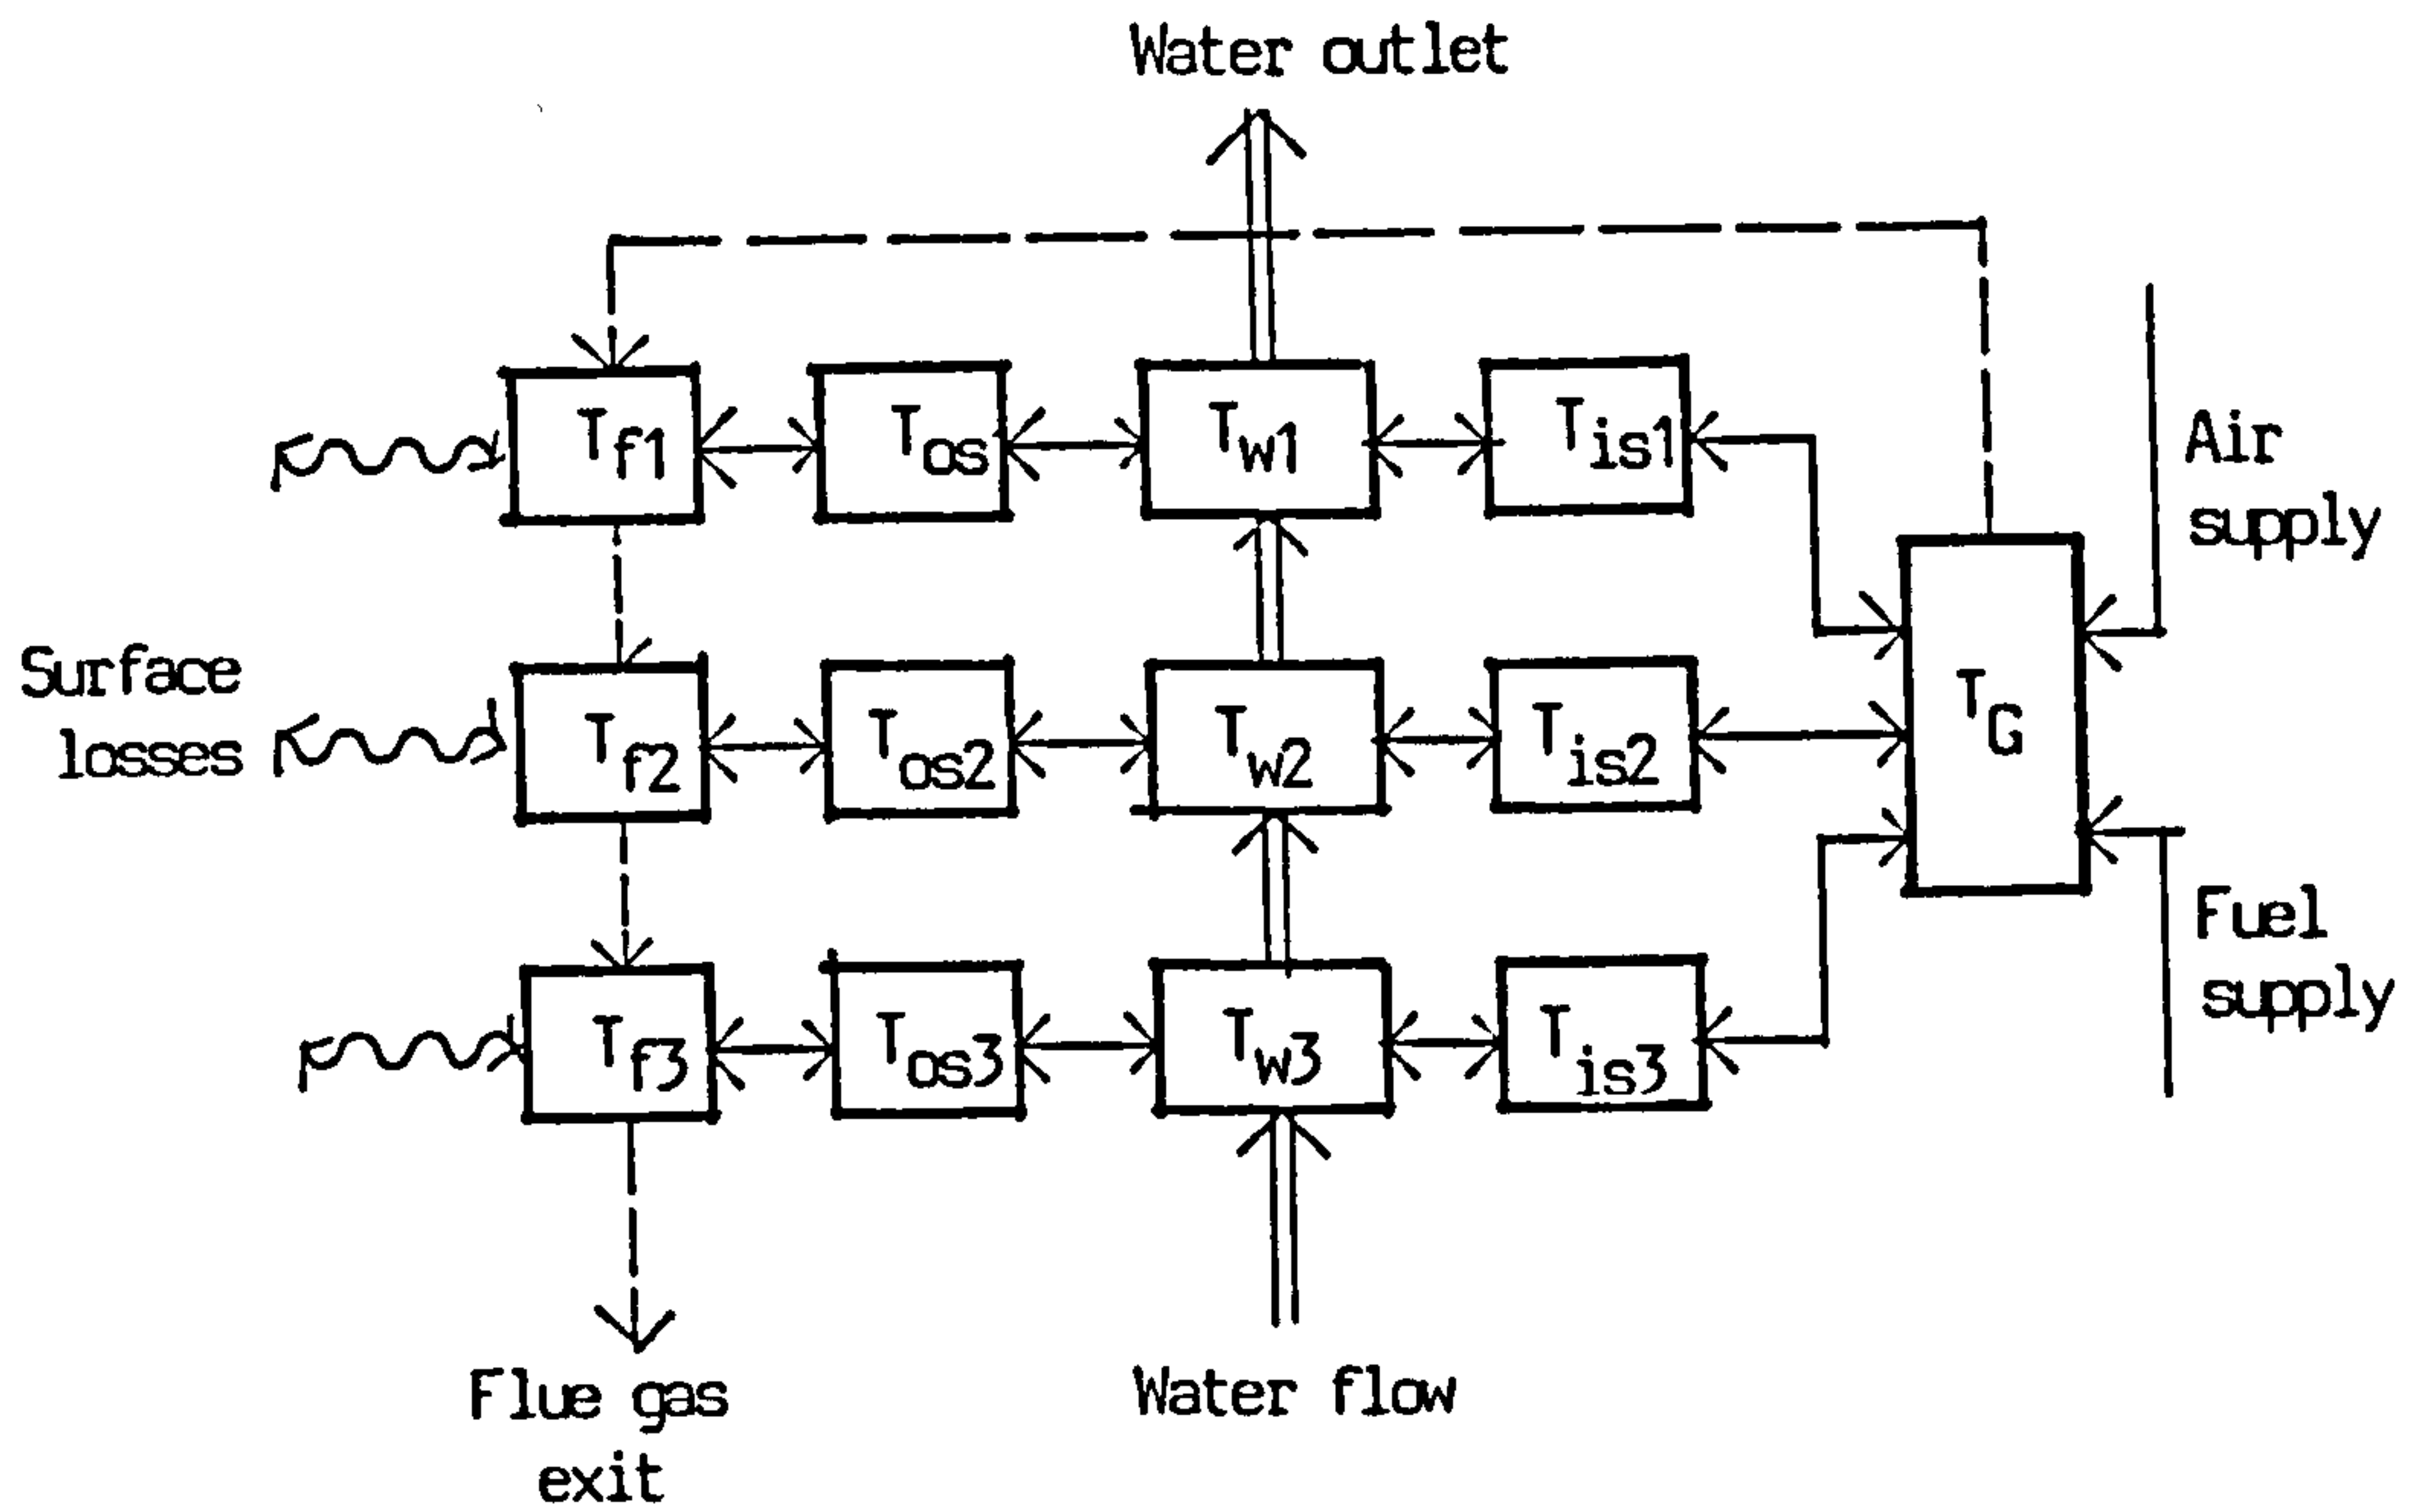 Water outlet
T_f1 T_os T_w1 T_is1
Air
supply
Surface
losses
T_f2 T_os2 T_w2 T_is2 T_G
Fuel
supply
T_f3 T_os3 T_w3 T_is3
Flue gas
exit
Water flow